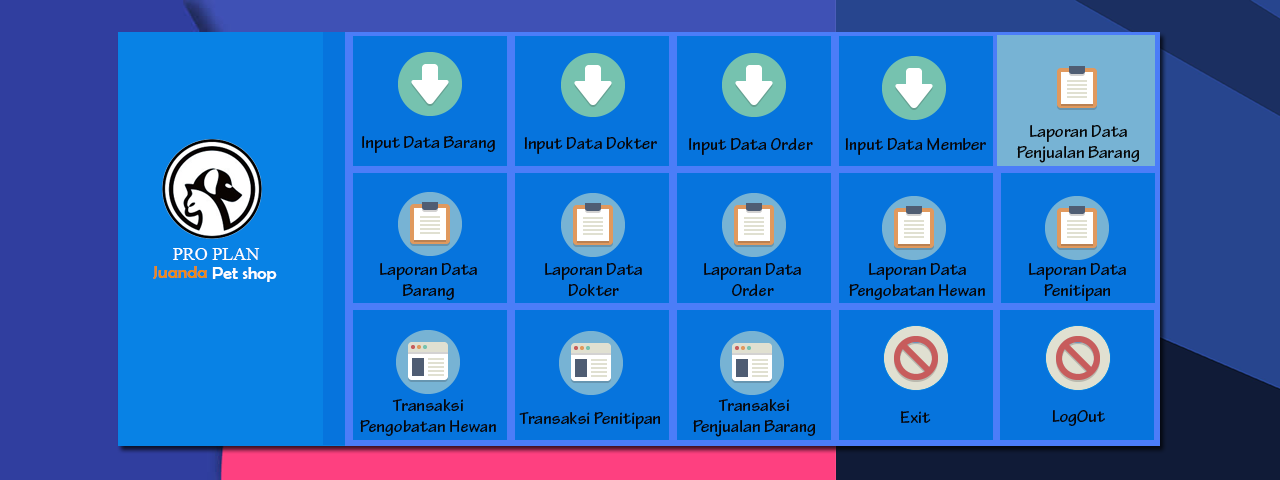 PRO PLAN
Juanda Pet shop
Input Data Barang
Input Data Dokter
Input Data Order
Input Data Member
Laporan Data
Penjualan Barang
Laporan Data
Barang
Laporan Data
Dokter
Laporan Data
Order
Laporan Data
Pengobatan Hewan
Laporan Data
Penitipan
Transaksi
Pengobatan Hewan
Transaksi Penitipan
Transaksi
Penjualan Barang
Exit
LogOut